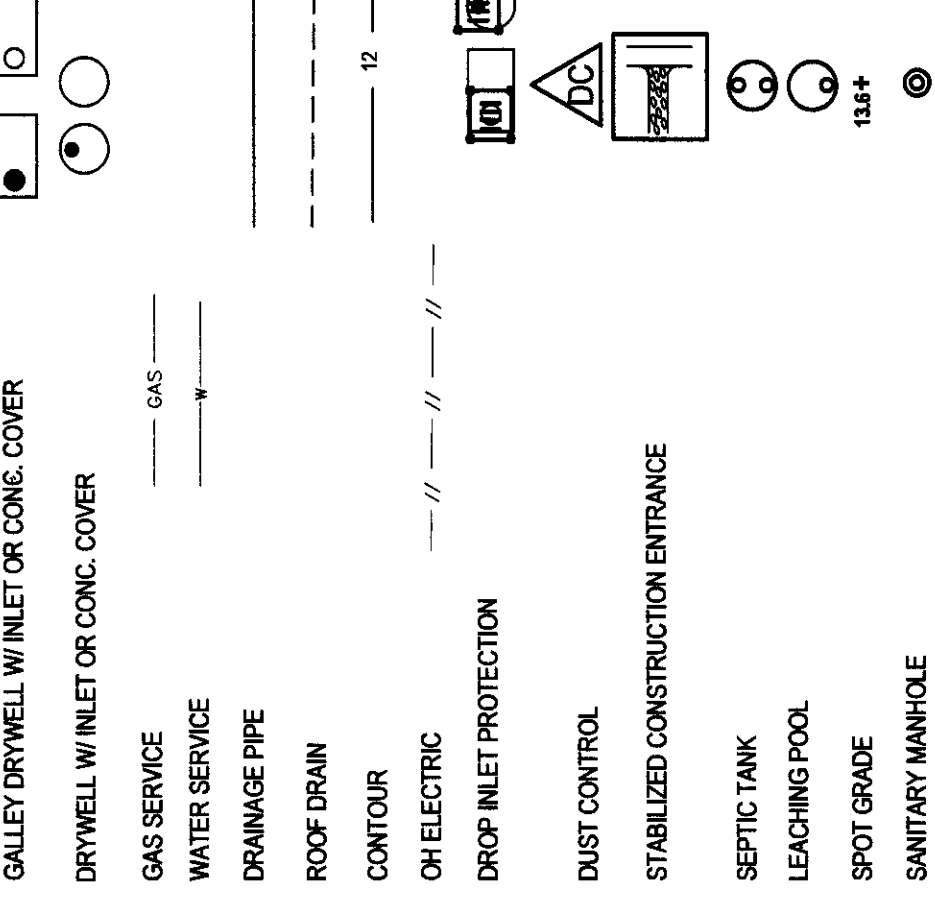 GALLEY DRYWELL W/ INLET OR CONC. COVER
DRYWELL W/ INLET OR CONC. COVER
GAS SERVICE GAS
WATER SERVICE W
DRAINAGE PIPE
ROOF DRAIN
CONTOUR 12
OH ELECTRIC // // //
DROP INLET PROTECTION
DUST CONTROL DC
STABILIZED CONSTRUCTION ENTRANCE
SEPTIC TANK
LEACHING POOL
SPOT GRADE 13.6+
SANITARY MANHOLE